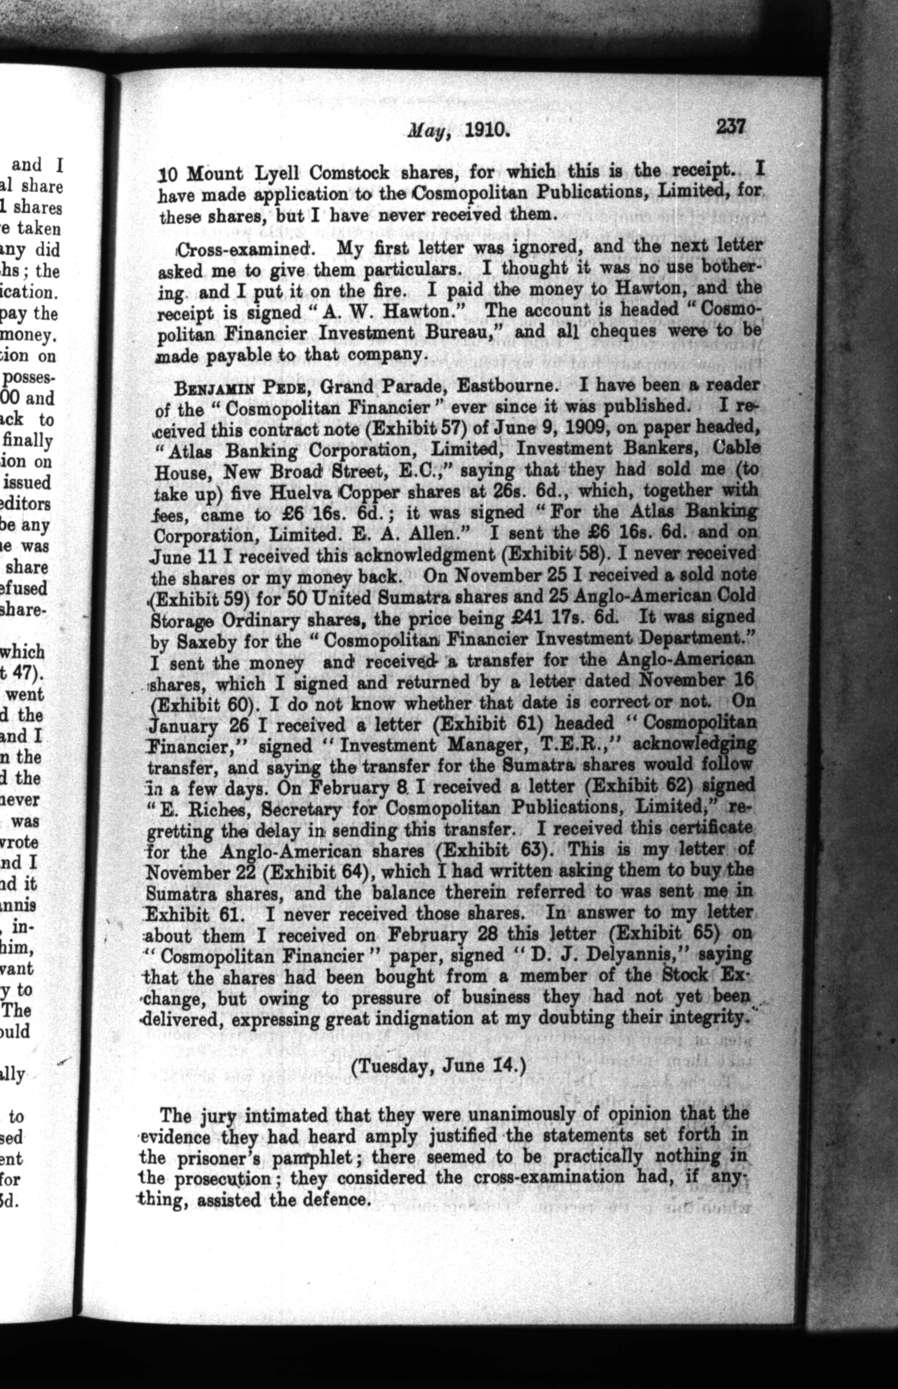 May, 1910.
237
10 Mount Lyell Comstock shares, for which this is the receipt. I
have made application to the Cosmopolitan Publications, Limited, for
these shares, but I have never received them.
Cross-examined. My first letter was ignored, and the next letter
asked me to give them particulars. I thought it was no use bother-
ing and I put it on the fire. I paid the money to Hawton, and the
receipt is signed "A. W. Hawton." The account is headed "Cosmo-
politan Financier Investment Bureau," and all cheques were to be
made payable to that company.
BENJAMIN PEDE, Grand Parade, Eastbourne. I have been a reader
of the "Cosmopolitan Financier" ever since it was published. I re-
ceived this contract note (Exhibit 57) of June 9, 1909, on paper headed,
"Atlas Banking Corporation, Limited, Investment Bankers, Cable
House, New Broad Street, E.C.," saying that they had sold me (to
take up) five Huelva Copper shares at 26s. 6d., which, together with
fees, came to £6 16s. 6d.; it was signed "For the Atlas Banking
Corporation, Limited. E. A. Allen." I sent the £6 16s. 6d. and on
June 11 I received this acknowledgment (Exhibit 58). I never received
the shares or my money back. On November 25 I received a sold note
(Exhibit 59) for 50 United Sumatra shares and 25 Anglo-American Cold
Storage Ordinary shares, the price being £41 17s. 6d. It was signed
by Saxeby for the "Cosmopolitan Financier Investment Department."
I sent the money and received a transfer for the Anglo-American
shares, which I signed and returned by a letter dated November 16
(Exhibit 60). I do not know whether that date is correct or not. On
January 26 I received a letter (Exhibit 61) headed "Cosmopolitan
Financier," signed "Investment Manager, T.E.R.," acknowledging
transfer, and saying the transfer for the Sumatra shares would follow
in a few days. On February 8 I received a letter (Exhibit 62) signed
"E. Riches, Secretary for Cosmopolitan Publications, Limited," re-
gretting the delay in sending this transfer. I received this certificate
for the Anglo-American shares (Exhibit 63). This is my letter of
November 22 (Exhibit 64), which I had written asking them to buy the
Sumatra shares, and the balance therein referred to was sent me in
Exhibit 61. I never received those shares. In answer to my letter
about them I received on February 28 this letter (Exhibit 65) on
"Cosmopolitan Financier" paper, signed "D. J. Delyannis," saying
that the shares had been bought from a member of the Stock Ex-
change, but owing to pressure of business they had not yet been
delivered, expressing great indignation at my doubting their integrity.
(Tuesday, June 14.)
The jury intimated that they were unanimously of opinion that the
evidence they had heard amply justified the statements set forth in
the prisoner's pamphlet; there seemed to be practically nothing in
the prosecution; they considered the cross-examination had, if any-
thing, assisted the defence.